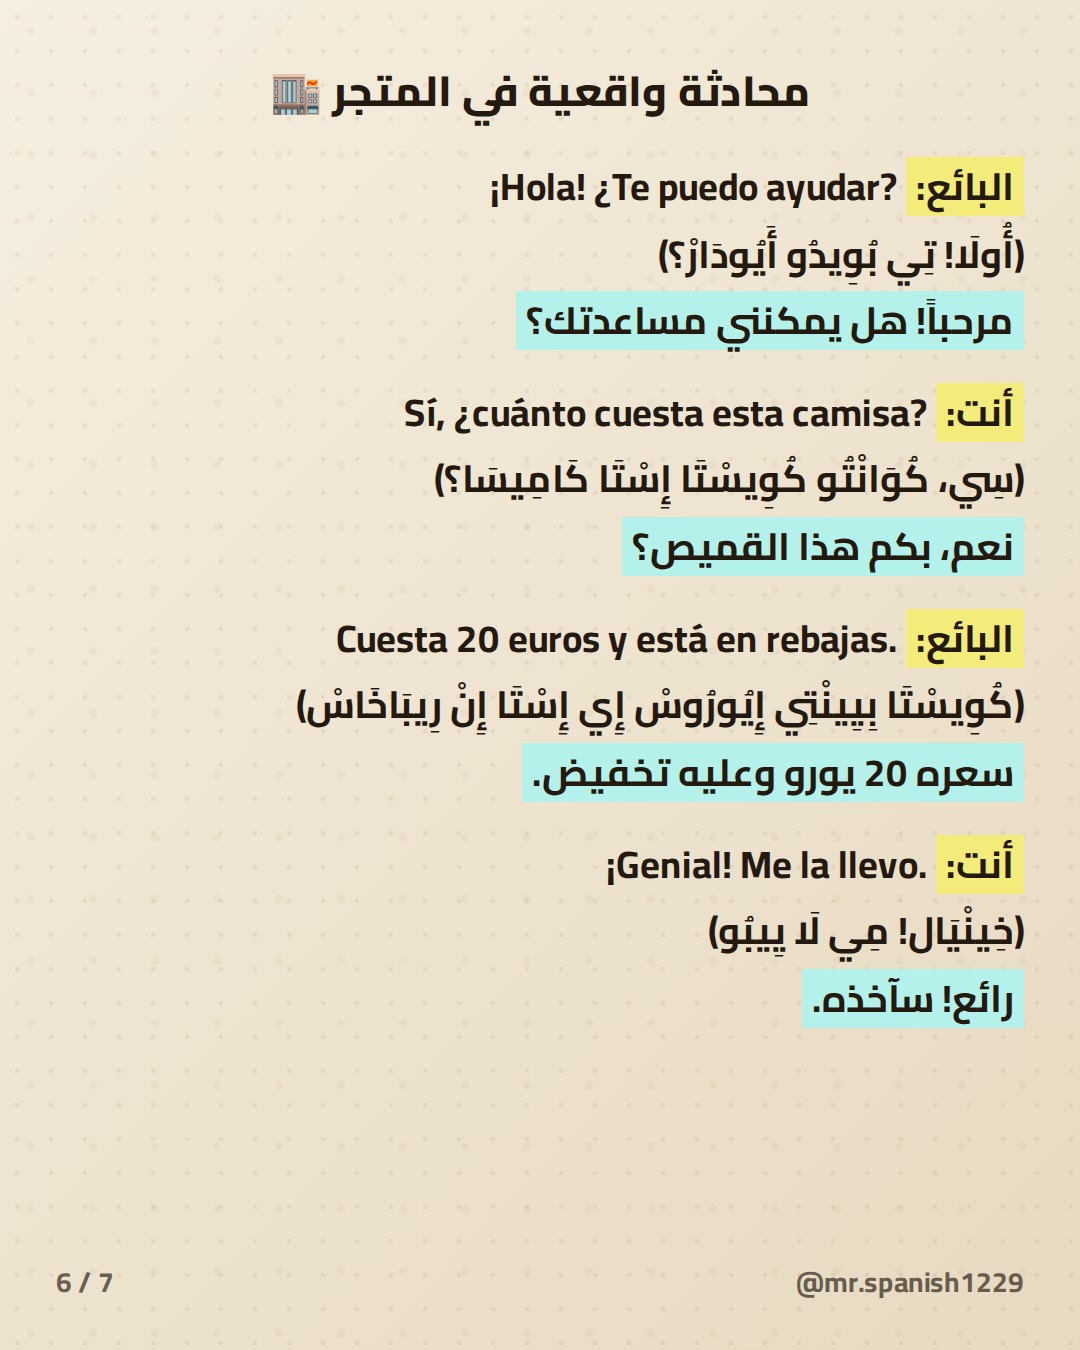 محادثة واقعية في المتجر 🏬
البائع: ¡Hola! ¿Te puedo ayudar?
(أُولَا! تِي بُوِيدُو أَيُودَارْ؟)
مرحباً! هل يمكنني مساعدتك؟
أنت: Sí, ¿cuánto cuesta esta camisa?
(سِي، كُوَانْتُو كُوِيسْتَا إِسْتَا كَامِيسَا؟)
نعم، بكم هذا القميص؟
البائع: Cuesta 20 euros y está en rebajas.
(كُوِيسْتَا بِيِينْتِي إِيُورُوسْ إِي إِسْتَا إِنْ رِيبَاخَاسْ)
سعره 20 يورو وعليه تخفيض.
أنت: ¡Genial! Me la llevo.
(خِينْيَال! مِي لَا يِيبُو)
رائع! سآخذه.
6 / 7
@mr.spanish1229